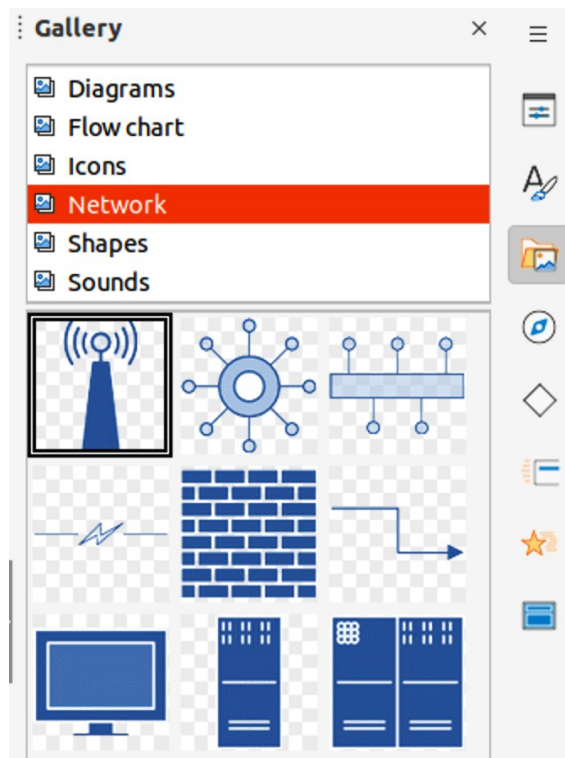 Gallery
Diagrams
Flow chart
Icons
Network
Shapes
Sounds